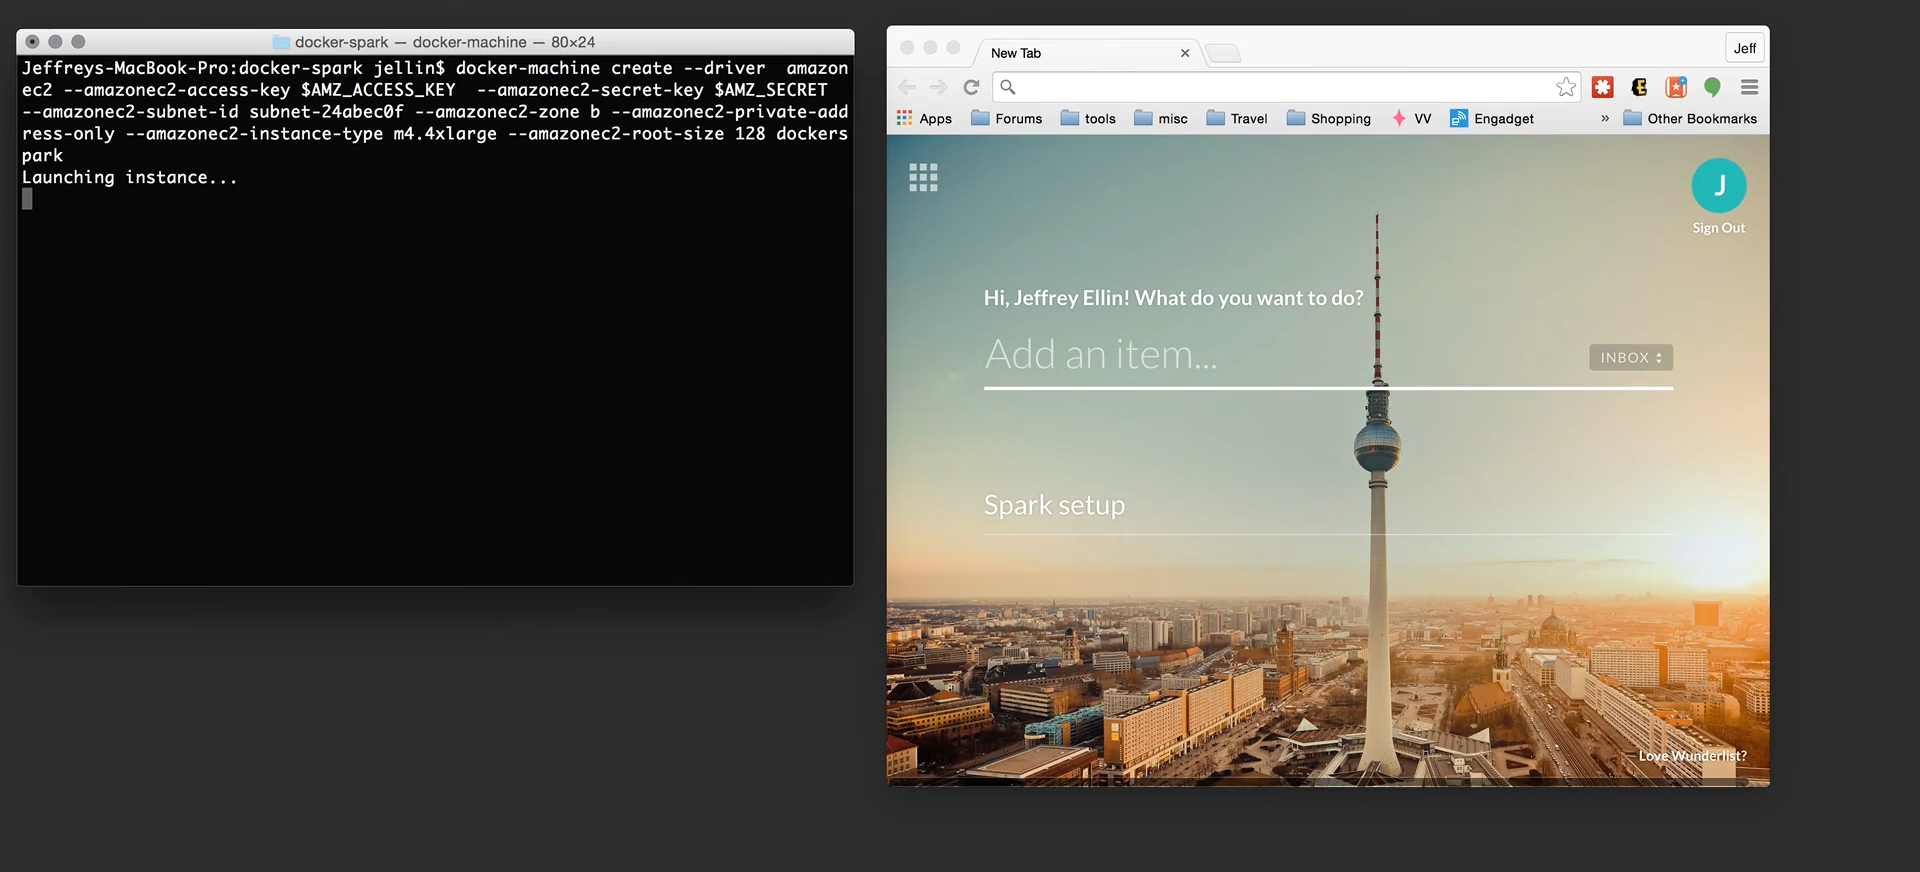 docker-spark — docker-machine — 80×24
Jeffreys-MacBook-Pro:docker-spark jellin$ docker-machine create --driver  amazon
ec2 --amazonec2-access-key $AMZ_ACCESS_KEY  --amazonec2-secret-key $AMZ_SECRET
--amazonec2-subnet-id subnet-24abec0f --amazonec2-zone b --amazonec2-private-add
ress-only --amazonec2-instance-type m4.4xlarge --amazonec2-root-size 128 dockers
park
Launching instance...
New Tab
Jeff
Apps Forums tools misc Travel Shopping VV Engadget » Other Bookmarks
J
Sign Out
Hi, Jeffrey Ellin! What do you want to do?
Add an item...
INBOX
Spark setup
Love Wunderlist?